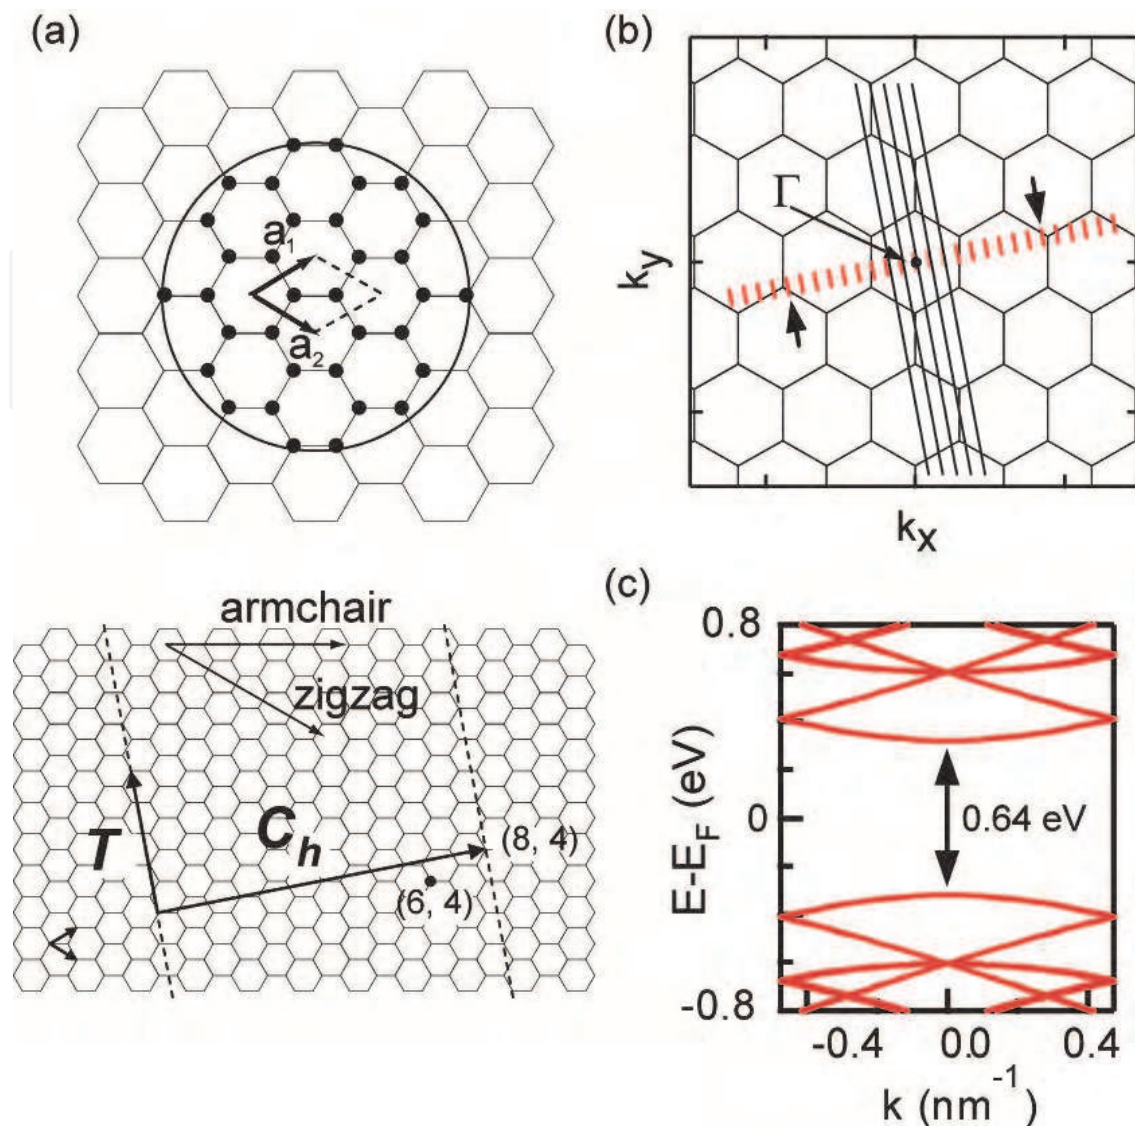 (a)
a1
a2
(b)
Γ
ky
kx
armchair
zigzag
T
Ch
(8, 4)
(6, 4)
(c)
0.8
0
-0.8
E-EF (eV)
0.64 eV
-0.4 0.0 0.4
k (nm-1)